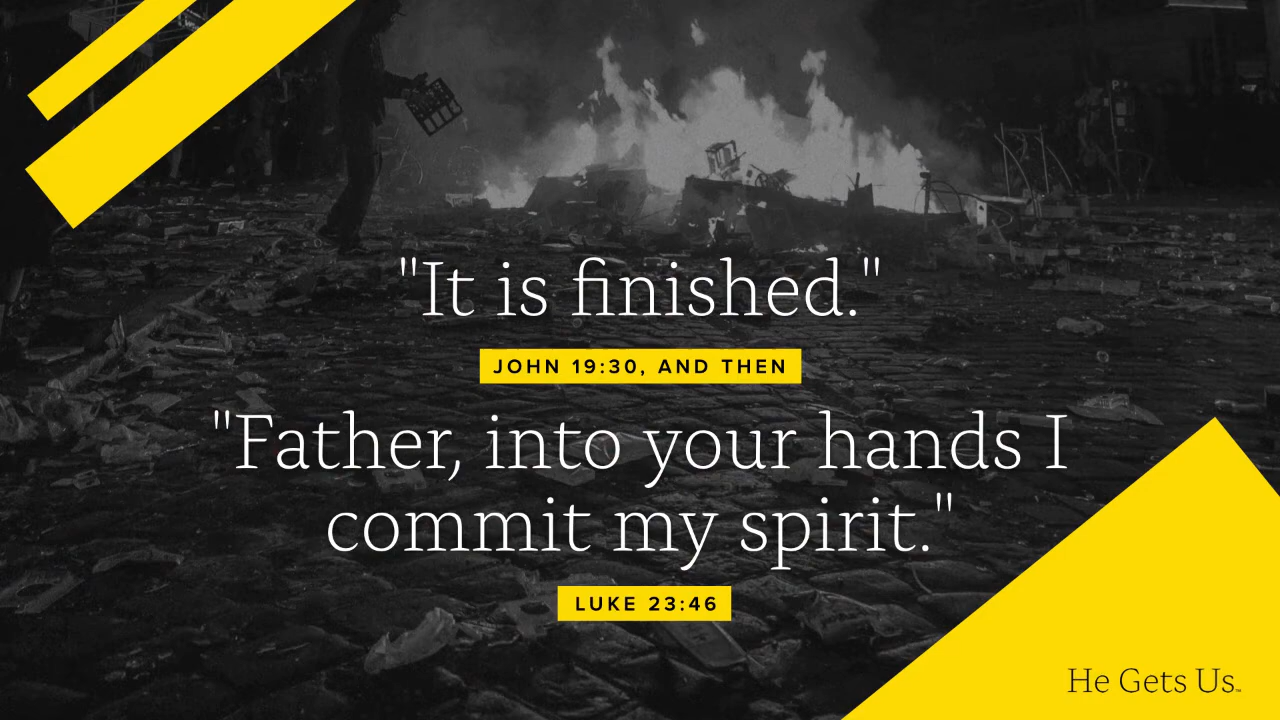 "It is finished."
JOHN 19:30, AND THEN
"Father, into your hands I
commit my spirit."
LUKE 23:46
He Gets Us.™